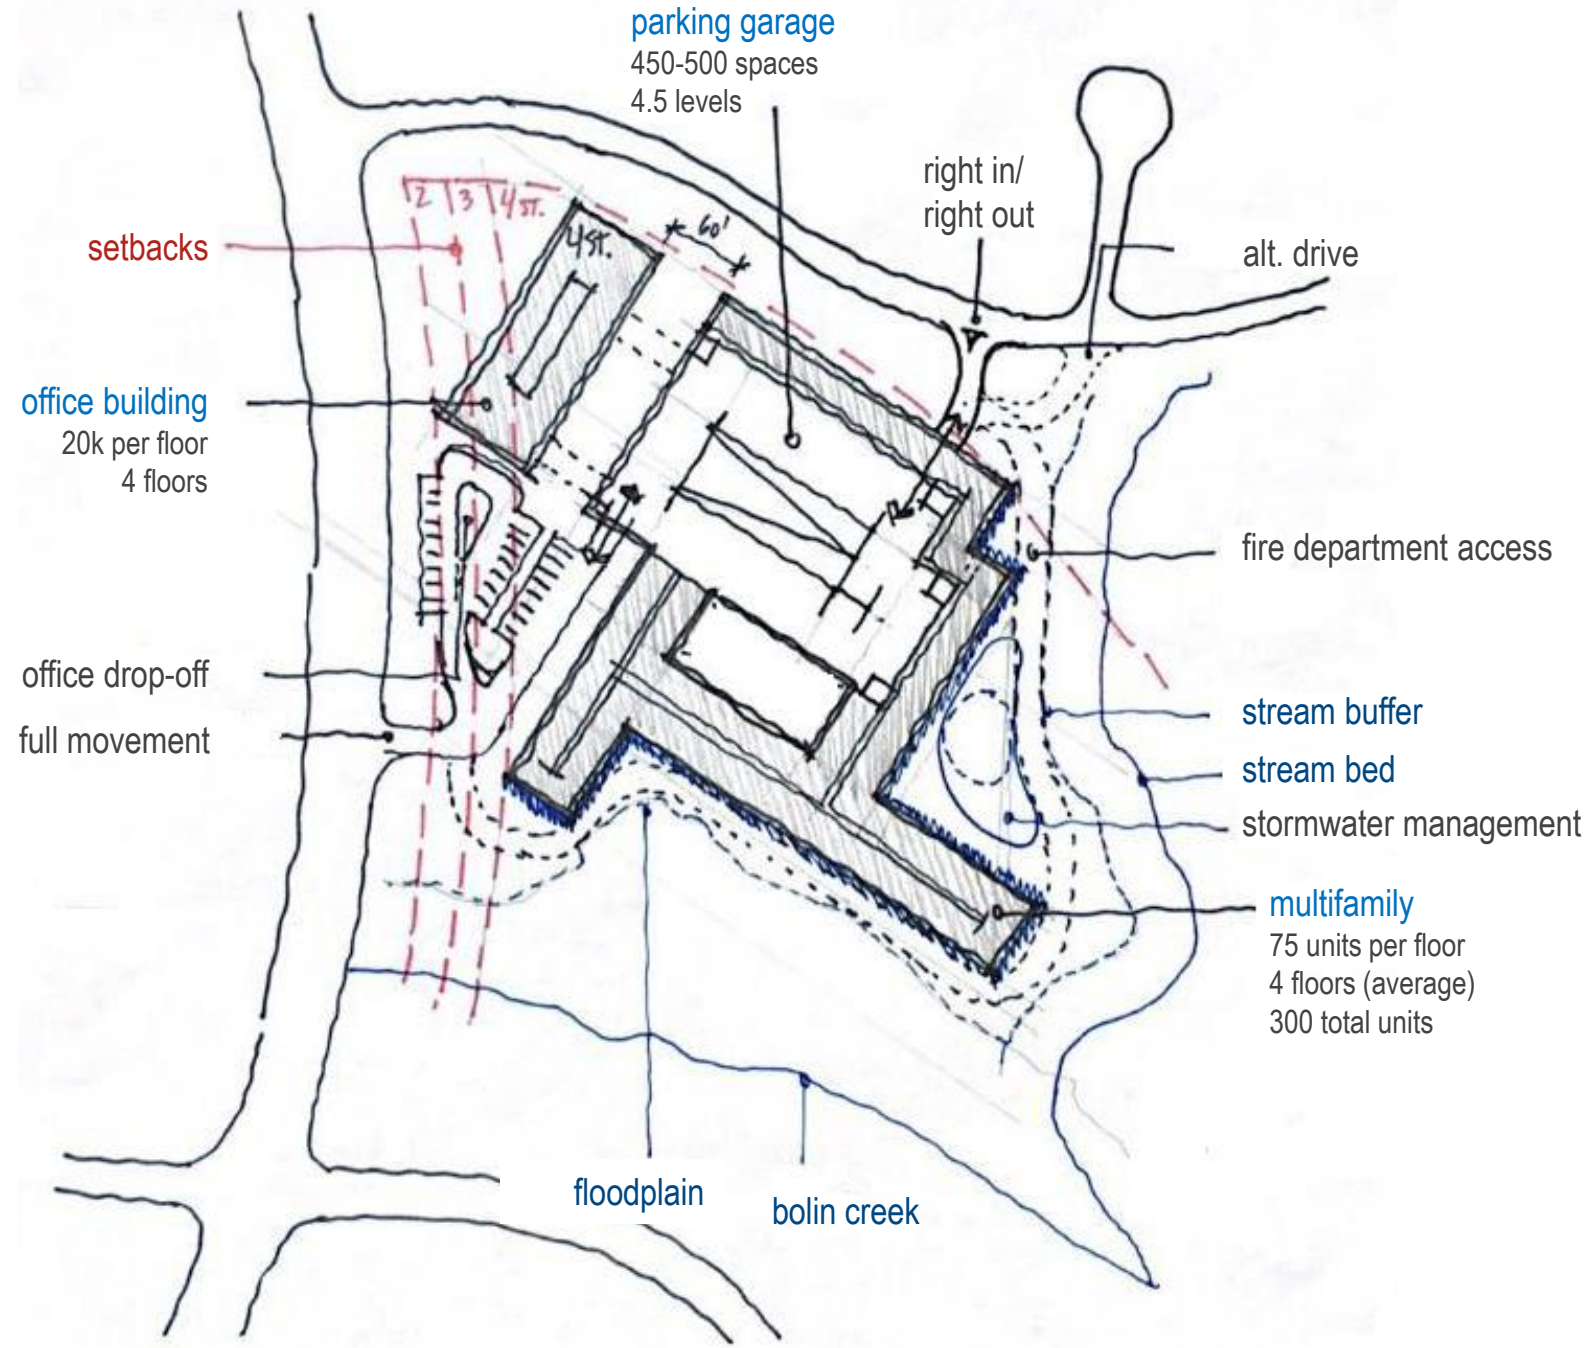 parking garage
450-500 spaces
4.5 levels
right in/
right out
alt. drive
2 3 4 ST.
4 ST.
60'
setbacks
office building
20k per floor
4 floors
fire department access
office drop-off
full movement
stream buffer
stream bed
stormwater management
multifamily
75 units per floor
4 floors (average)
300 total units
floodplain
bolin creek